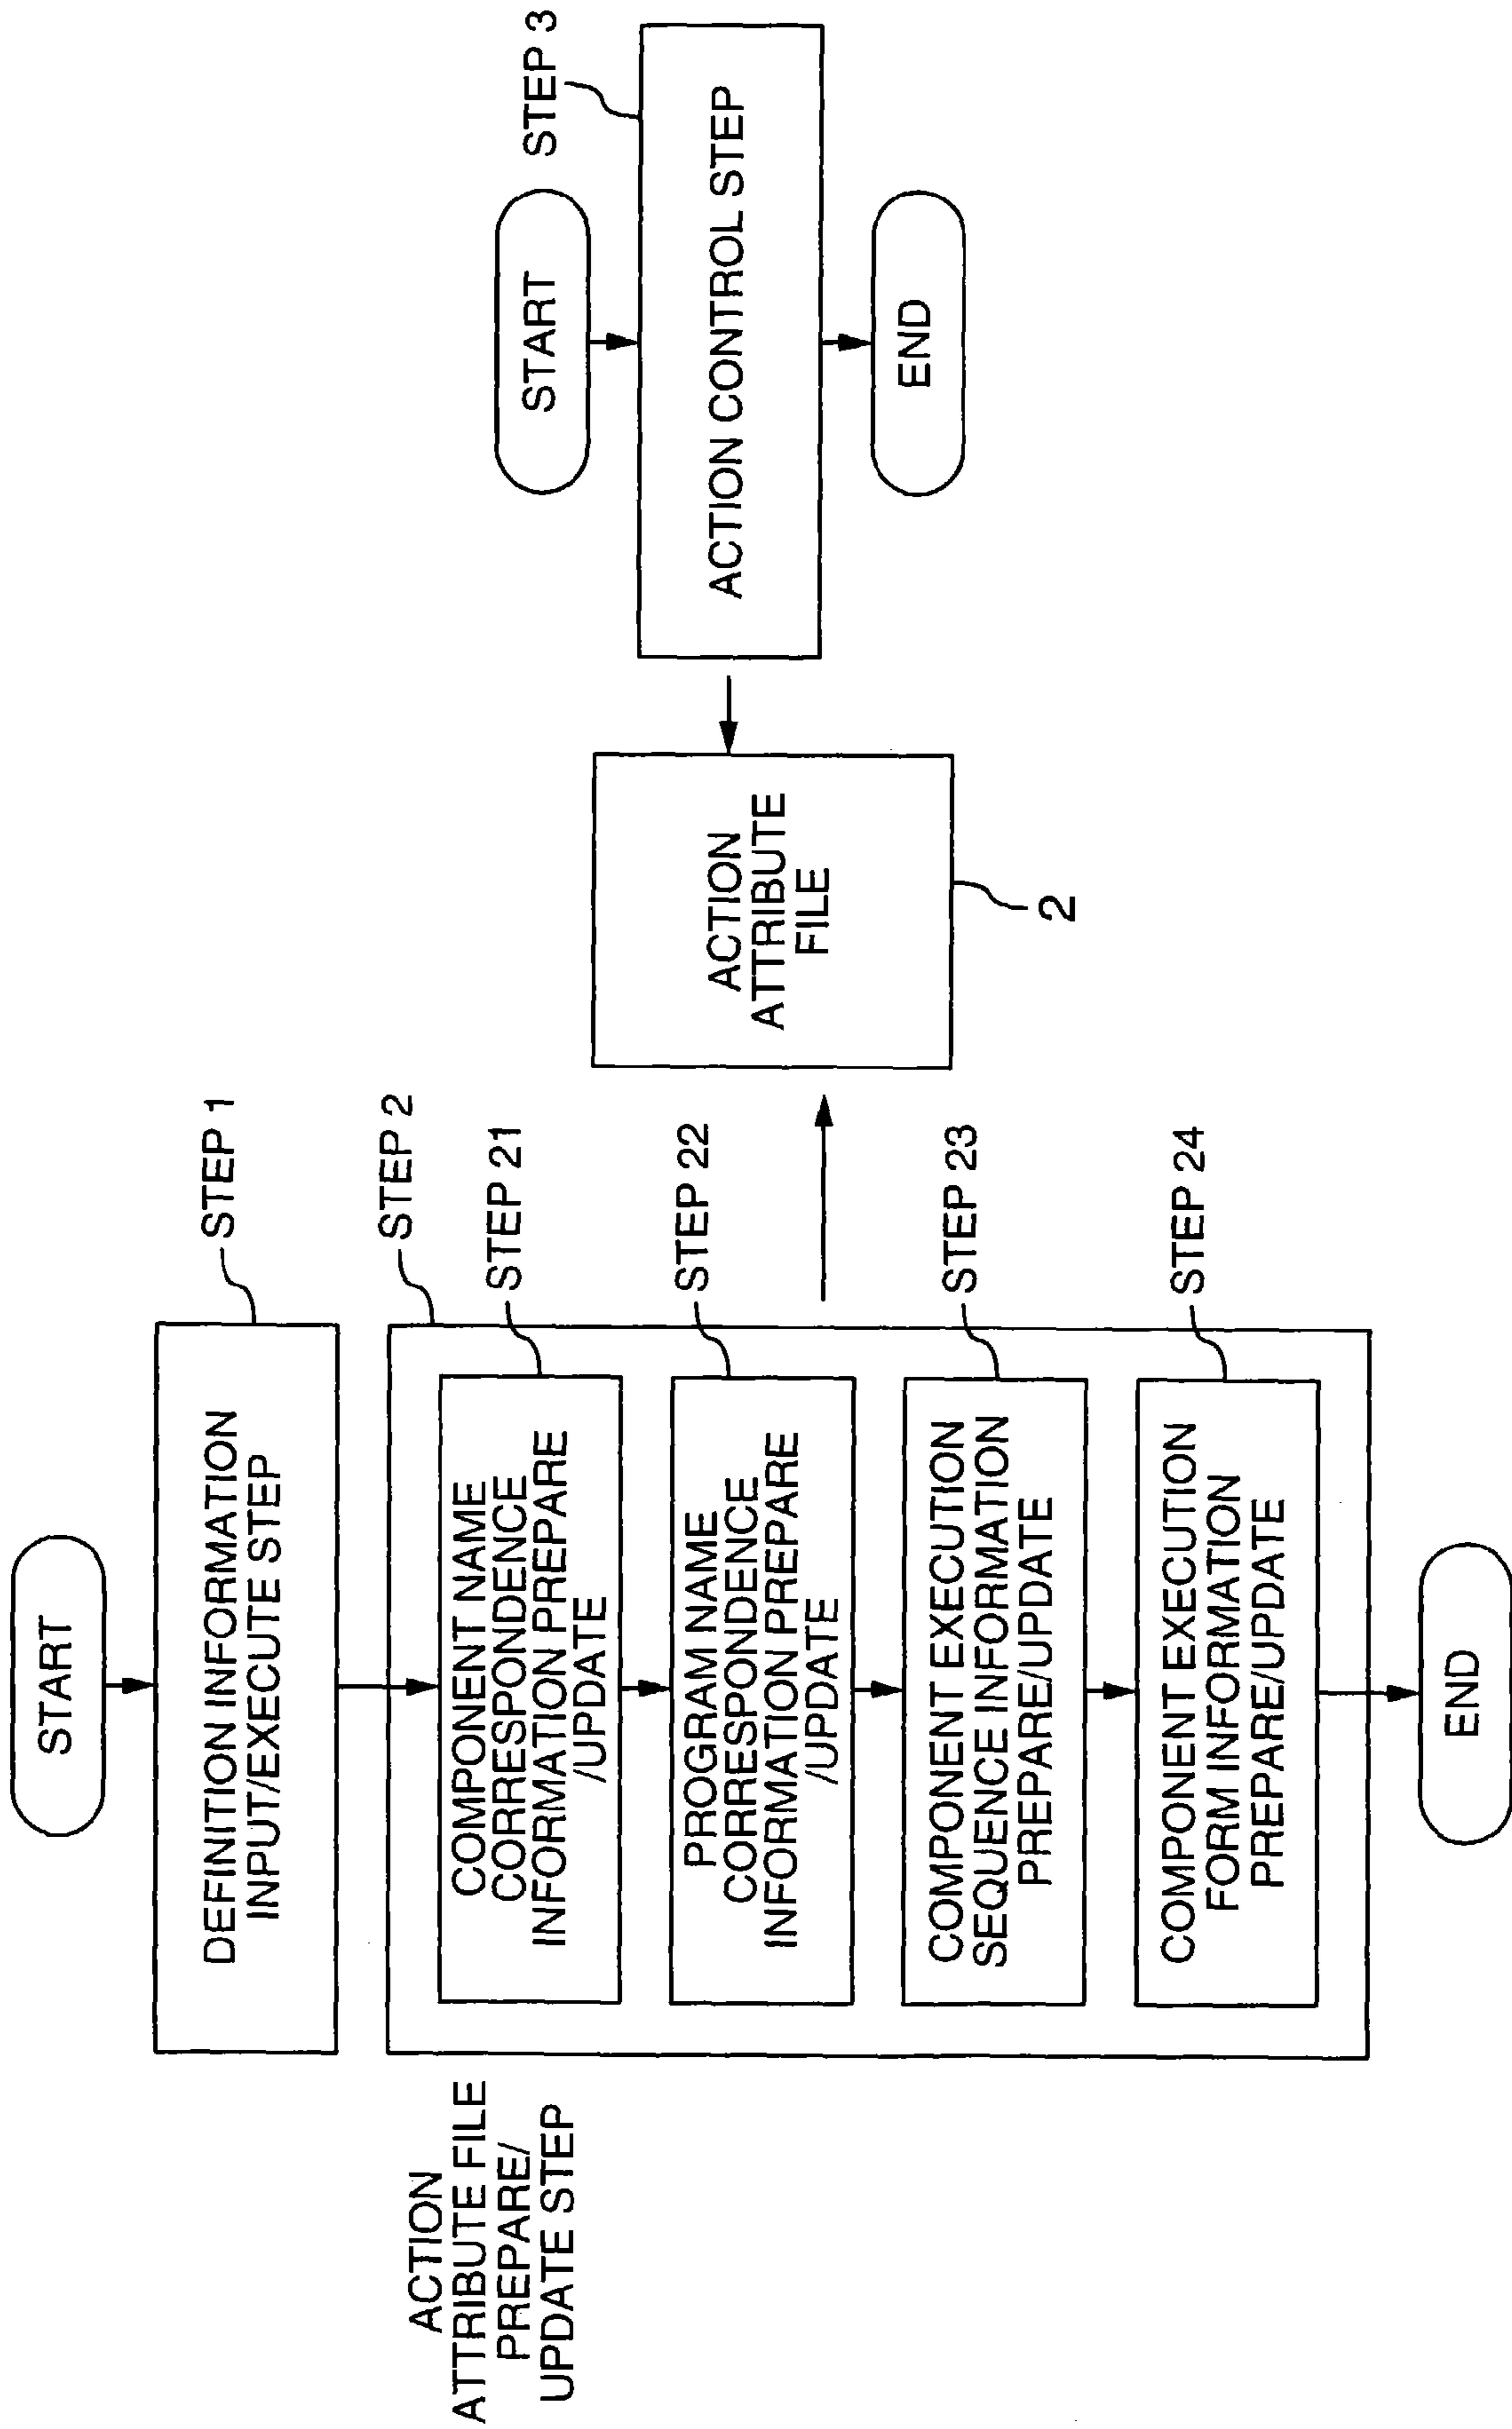 START
STEP 1
DEFINITION INFORMATION
INPUT/EXECUTE STEP
ACTION
ATTRIBUTE FILE
PREPARE/
UPDATE STEP
STEP 2
STEP 21
COMPONENT NAME
CORRESPONDENCE
INFORMATION PREPARE
/UPDATE
STEP 22
PROGRAM NAME
CORRESPONDENCE
INFORMATION PREPARE
/UPDATE
STEP 23
COMPONENT EXECUTION
SEQUENCE INFORMATION
PREPARE/UPDATE
STEP 24
COMPONENT EXECUTION
FORM INFORMATION
PREPARE/UPDATE
END
ACTION
ATTRIBUTE
FILE
2
START
STEP 3
ACTION CONTROL STEP
END